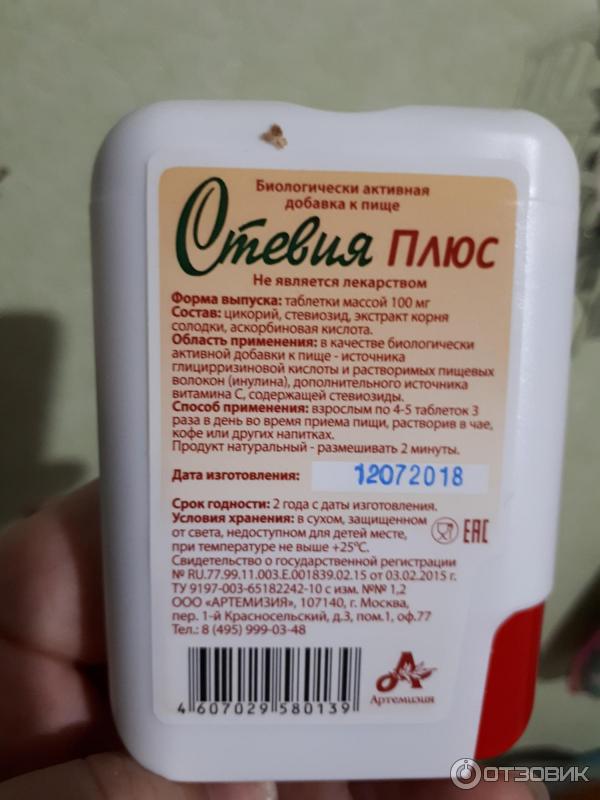 Биологически активная
добавка к пище
Стевия Плюс
Не является лекарством
Форма выпуска: таблетки массой 100 мг
Состав: цикорий, стевиозид, экстракт корня
солодки, аскорбиновая кислота.
Область применения: в качестве биологически
активной добавки к пище - источника
глицирризиновой кислоты и растворимых пищевых
волокон (инулина), дополнительного источника
витамина С, содержащей стевиозиды.
Способ применения: взрослым по 4-5 таблеток 3
раза в день во время приема пищи, растворив в чае,
кофе или других напитках.
Продукт натуральный - размешивать 2 минуты.
Дата изготовления: 12072018
Срок годности: 2 года с даты изготовления.
Условия хранения: в сухом, защищенном
от света, недоступном для детей месте,
при температуре не выше +25°С.
EAC
Свидетельство о государственной регистрации
№ RU.77.99.11.003.Е.001839.02.15 от 03.02.2015 г.
ТУ 9197-003-65182242-10 с изм. №№ 1,2
ООО «АРТЕМИЗИЯ», 107140, г. Москва,
пер. 1-й Красносельский, д.3, пом.1, оф.77
Тел.: 8 (495) 999-03-48
4 607029 580139
Артемизия
ОТЗОВИК